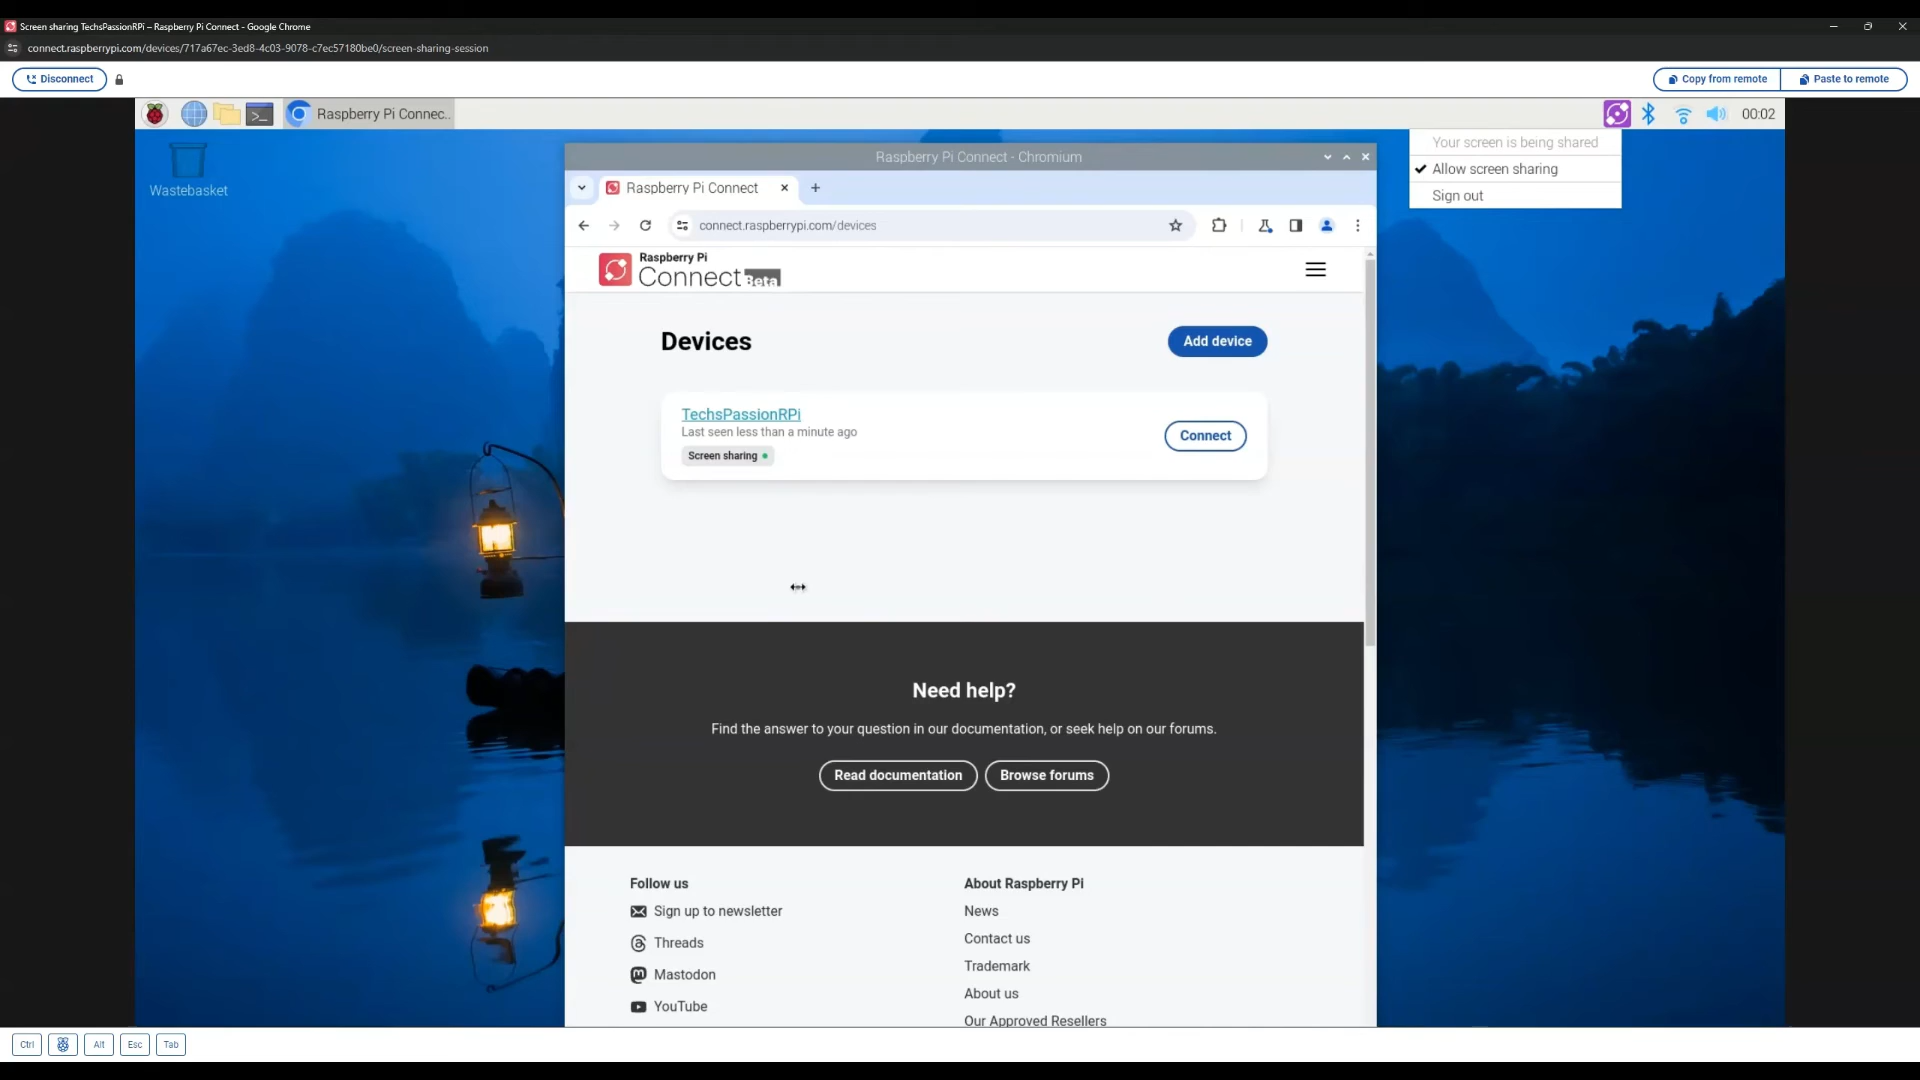 Screen sharing TechsPassionRPi – Raspberry Pi Connect - Google Chrome
connect.raspberrypi.com/devices/717a67ec-3ed8-4c03-9078-c7ec57180be0/screen-sharing-session
Disconnect
Copy from remote
Paste to remote
Raspberry Pi Connec..
00:02
Wastebasket
Your screen is being shared
Allow screen sharing
Sign out
Raspberry Pi Connect - Chromium
Raspberry Pi Connect
connect.raspberrypi.com/devices
Raspberry Pi
Connect Beta
Devices
Add device
TechsPassionRPi
Last seen less than a minute ago
Screen sharing
Connect
Need help?
Find the answer to your question in our documentation, or seek help on our forums.
Read documentation
Browse forums
Follow us
Sign up to newsletter
Threads
Mastodon
YouTube
About Raspberry Pi
News
Contact us
Trademark
About us
Our Approved Resellers
Ctrl
Alt
Esc
Tab